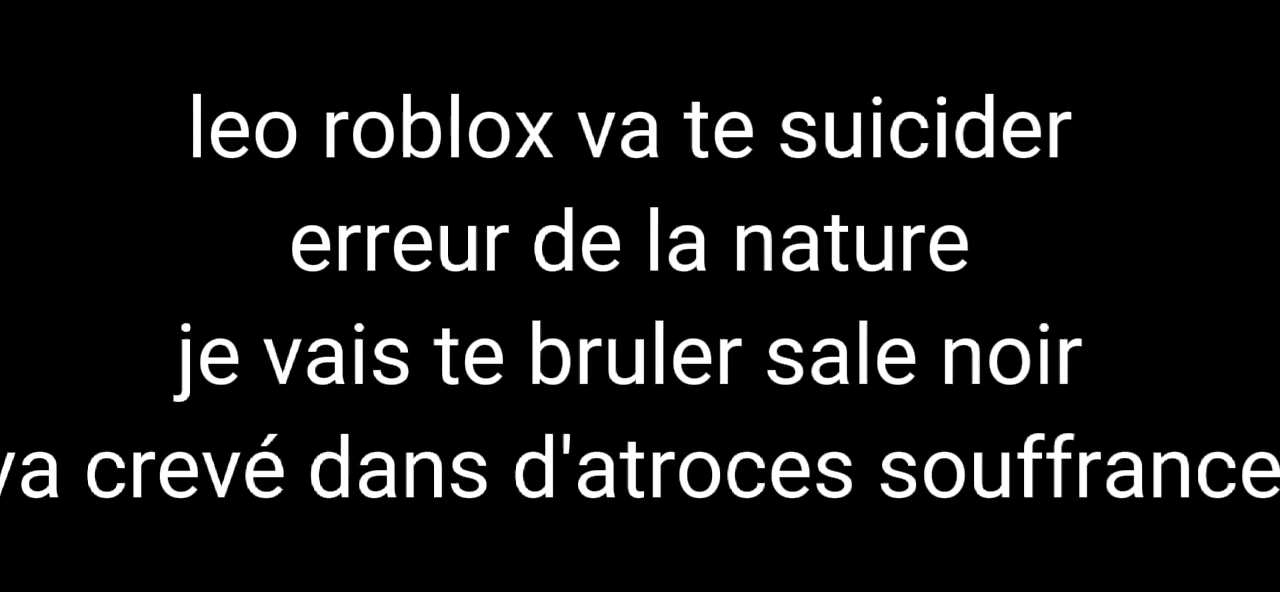 leo roblox va te suicider
erreur de la nature
je vais te bruler sale noir
va crevé dans d'atroces souffrance